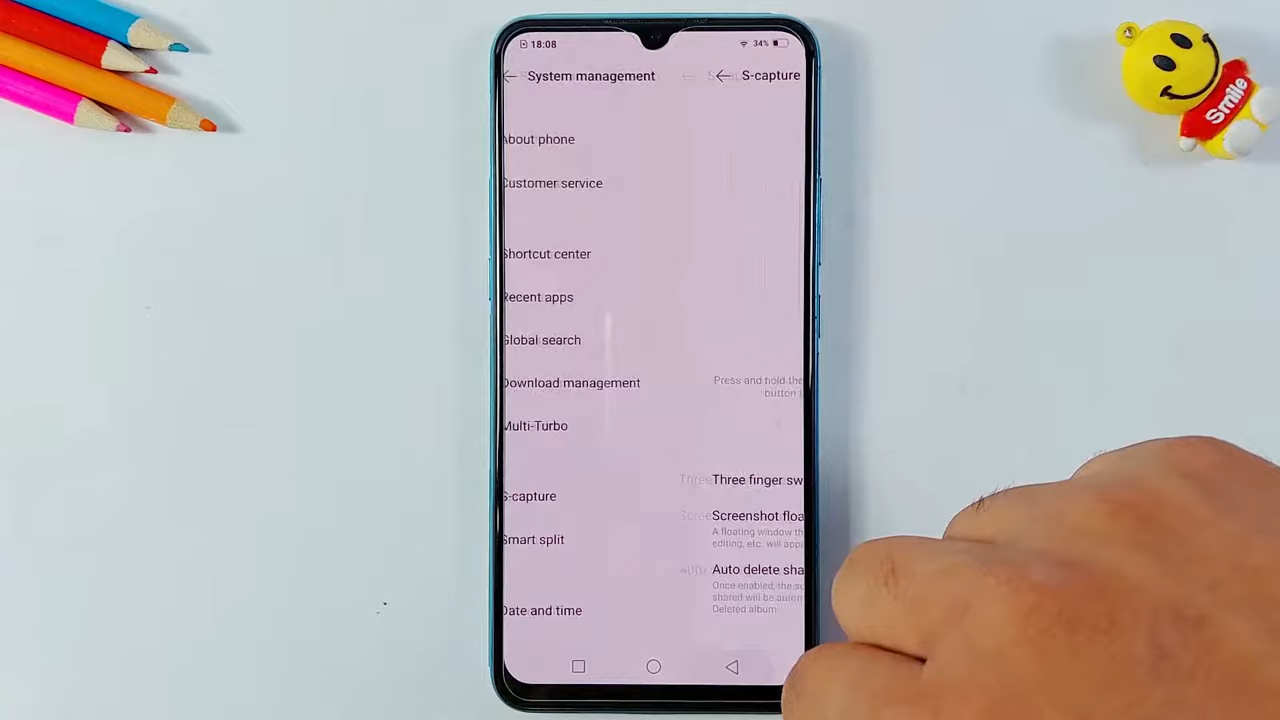 18:08
34%
System management
S-capture
About phone
Customer service
Shortcut center
Recent apps
Global search
Download management
Multi-Turbo
S-capture
Smart split
Date and time
Press and hold the
button
Three finger sw
Screenshot floa
A floating window th
editing, etc. will appe
Auto delete sha
Once enabled, the sc
shared will be autom
Deleted album
Smile